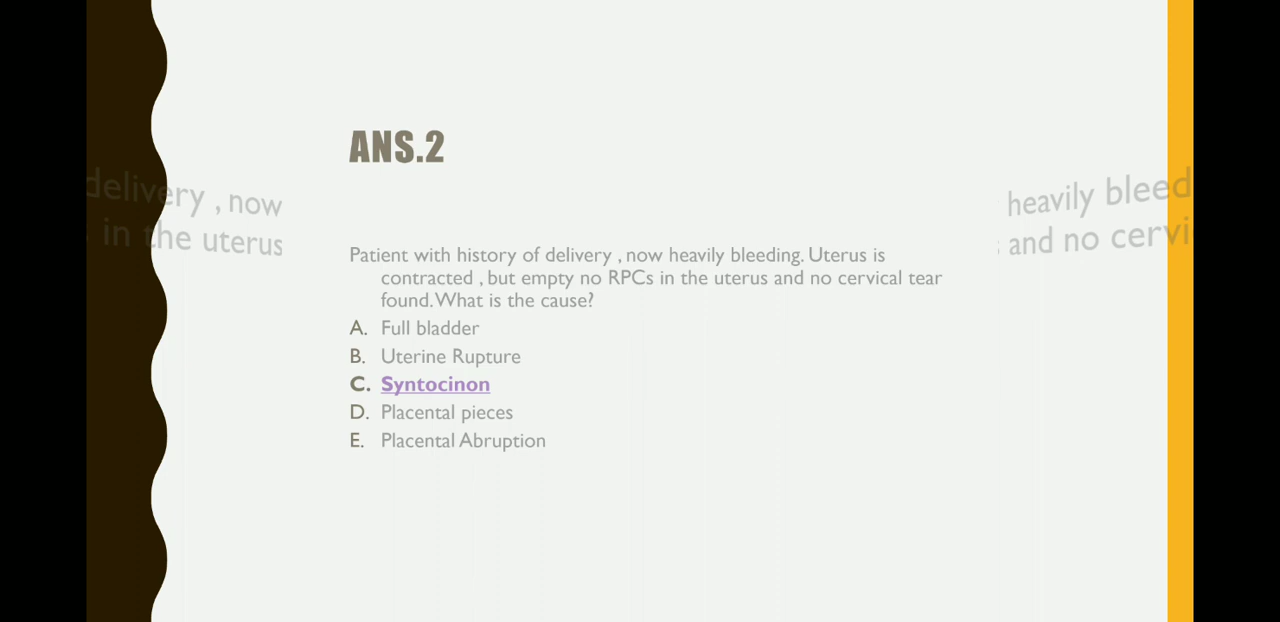 ANS.2
delivery , now
in the uterus
heavily bleed
and no cervi
Patient with history of delivery , now heavily bleeding. Uterus is
contracted , but empty no RPCs in the uterus and no cervical tear
found. What is the cause?
A. Full bladder
B. Uterine Rupture
C. Syntocinon
D. Placental pieces
E. Placental Abruption